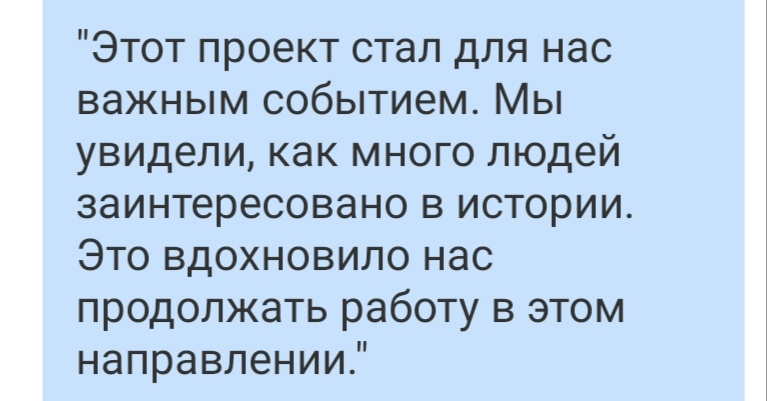 "Этот проект стал для нас
важным событием. Мы
увидели, как много людей
заинтересовано в истории.
Это вдохновило нас
продолжать работу в этом
направлении."